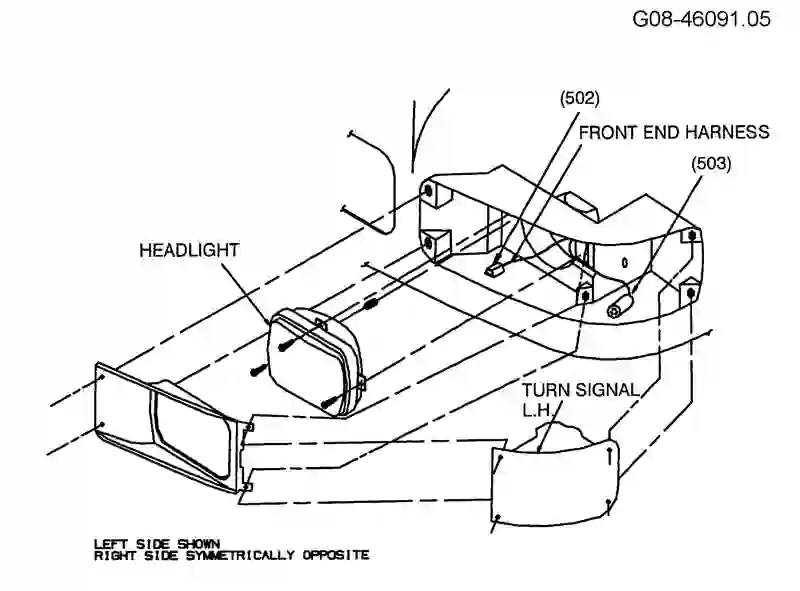 G08-46091.05
(502)
FRONT END HARNESS
(503)
HEADLIGHT
TURN SIGNAL
L.H.
LEFT SIDE SHOWN
RIGHT SIDE SYMMETRICALLY OPPOSITE